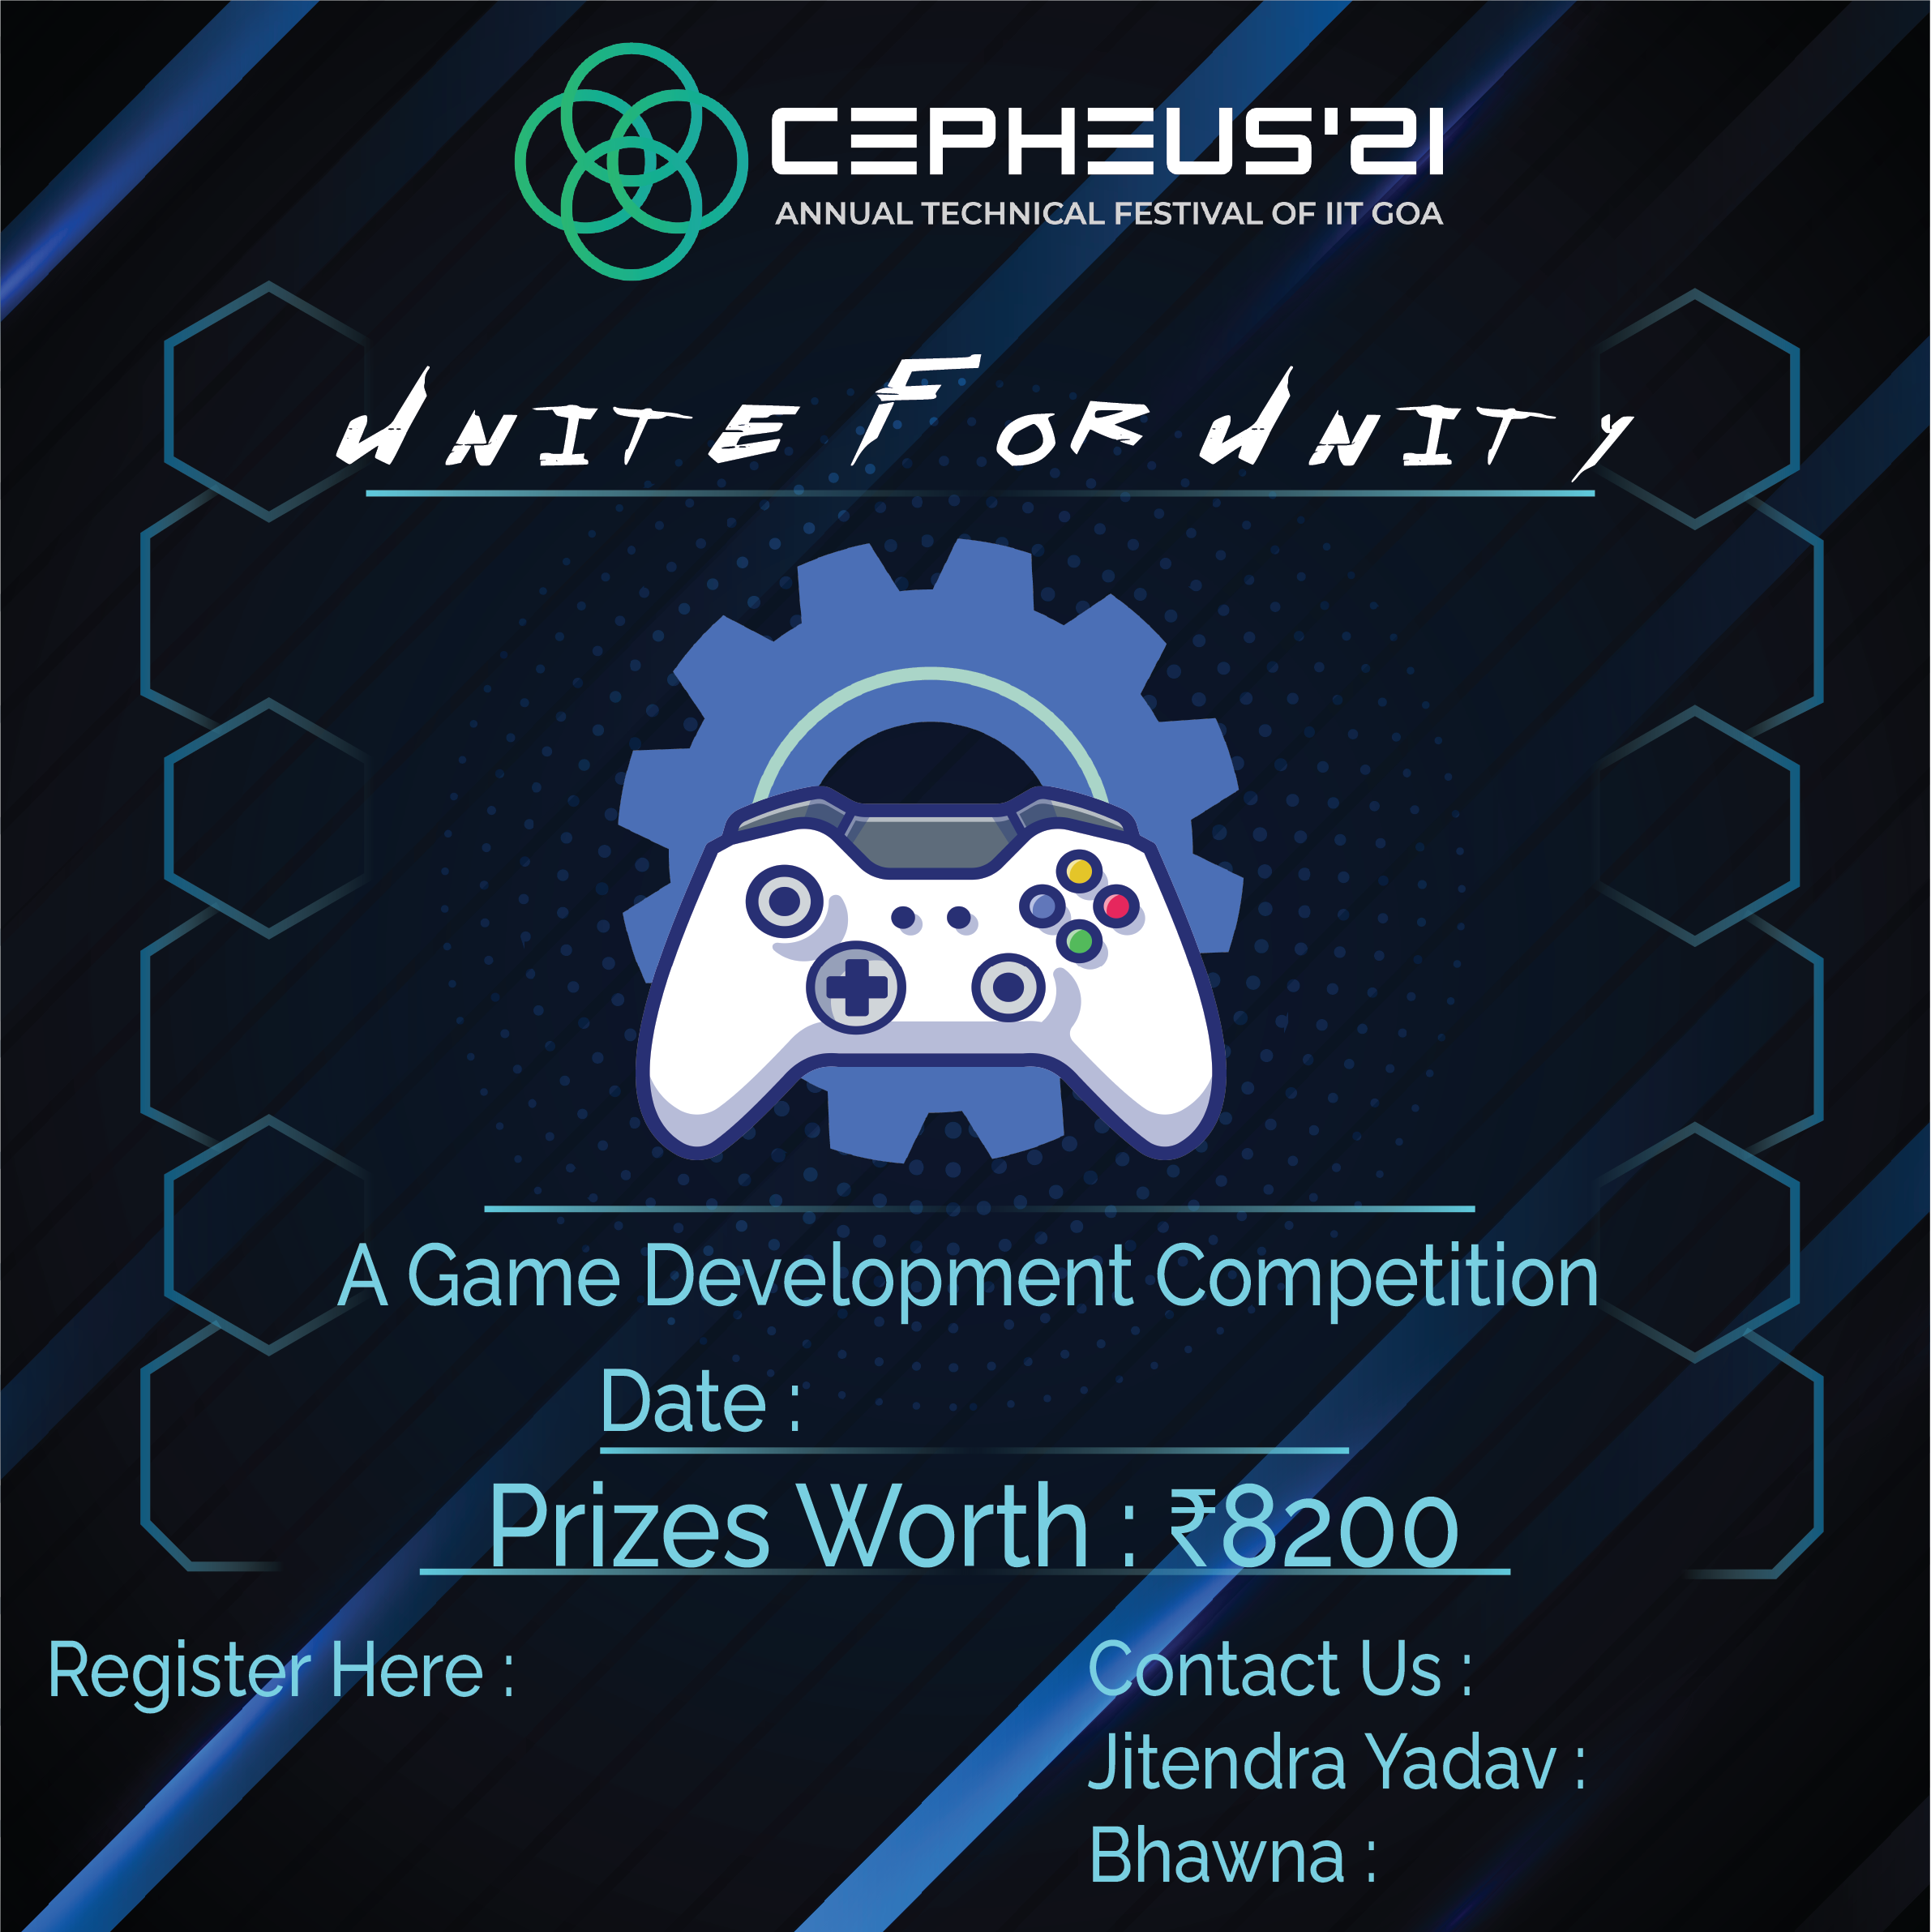 CEPHEUS'21
ANNUAL TECHNICAL FESTIVAL OF IIT GOA
UNITE FOR UNITY
A Game Development Competition
Date :
Prizes Worth : ₹8200
Register Here :
Contact Us :
Jitendra Yadav :
Bhawna :